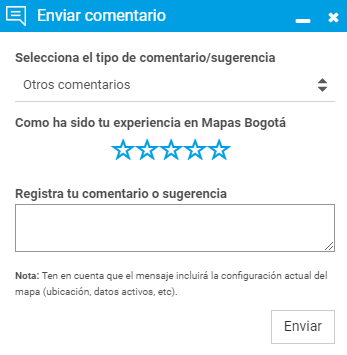 Enviar comentario
Selecciona el tipo de comentario/sugerencia
Otros comentarios
Como ha sido tu experiencia en Mapas Bogotá
Registra tu comentario o sugerencia
Nota: Ten en cuenta que el mensaje incluirá la configuración actual del
mapa (ubicación, datos activos, etc).
Enviar